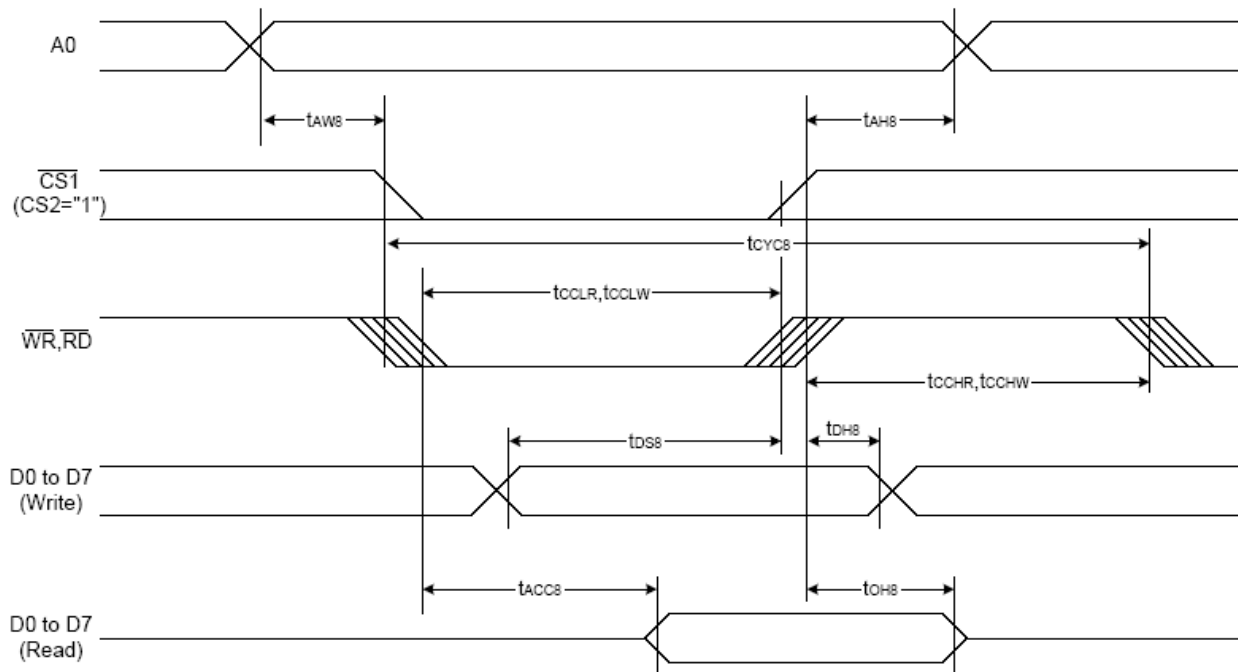 A0
tAW8
tAH8
CS1
(CS2="1")
tCYC8
tCCLR,tCCLW
WR,RD
tCCHR,tCCHW
tDS8
tDH8
D0 to D7
(Write)
tACC8
tOH8
D0 to D7
(Read)